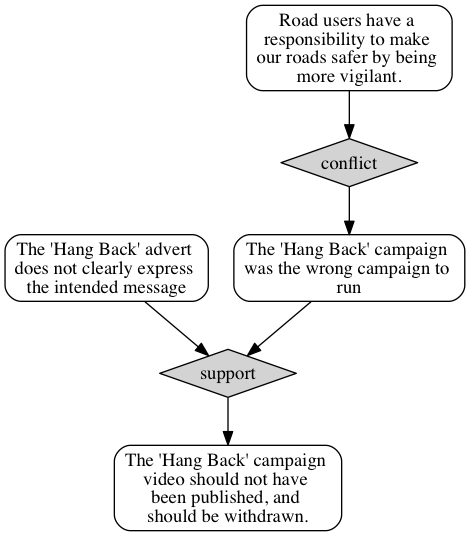 Road users have a
responsibility to make
our roads safer by being
more vigilant.
conflict
The 'Hang Back' advert
does not clearly express
the intended message
The 'Hang Back' campaign
was the wrong campaign to
run
support
The 'Hang Back' campaign
video should not have
been published, and
should be withdrawn.